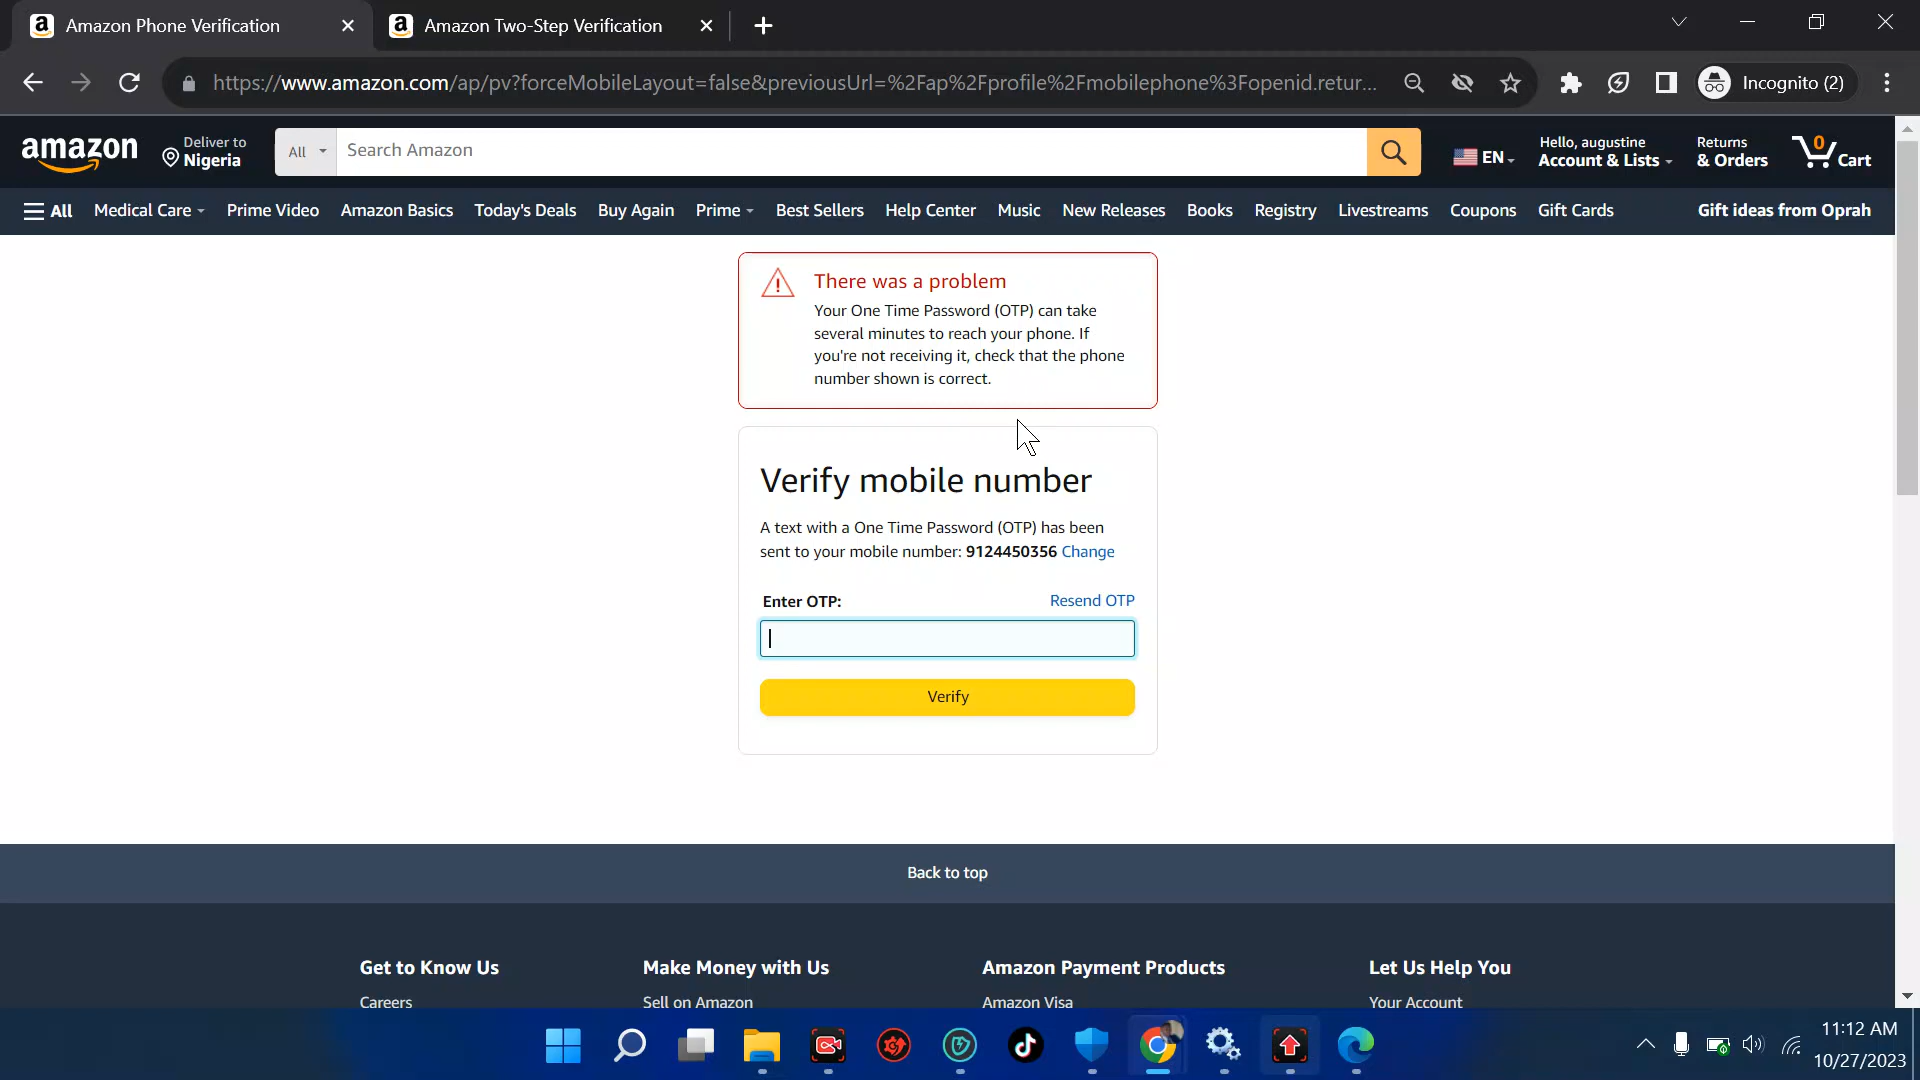 Amazon Phone Verification
Amazon Two-Step Verification
https://www.amazon.com/ap/pv?forceMobileLayout=false&previousUrl=%2Fap%2Fprofile%2Fmobilephone%3Fopenid.retur...
Incognito (2)
amazon
Deliver to
Nigeria
All
Search Amazon
EN
Hello, augustine
Account & Lists
Returns
& Orders
0
Cart
All
Medical Care
Prime Video
Amazon Basics
Today's Deals
Buy Again
Prime
Best Sellers
Help Center
Music
New Releases
Books
Registry
Livestreams
Coupons
Gift Cards
Gift ideas from Oprah
There was a problem
Your One Time Password (OTP) can take
several minutes to reach your phone. If
you're not receiving it, check that the phone
number shown is correct.
Verify mobile number
A text with a One Time Password (OTP) has been
sent to your mobile number: 9124450356 Change
Enter OTP:
Resend OTP
Verify
Back to top
Get to Know Us
Make Money with Us
Amazon Payment Products
Let Us Help You
Careers
Sell on Amazon
Amazon Visa
Your Account
11:12 AM
10/27/2023